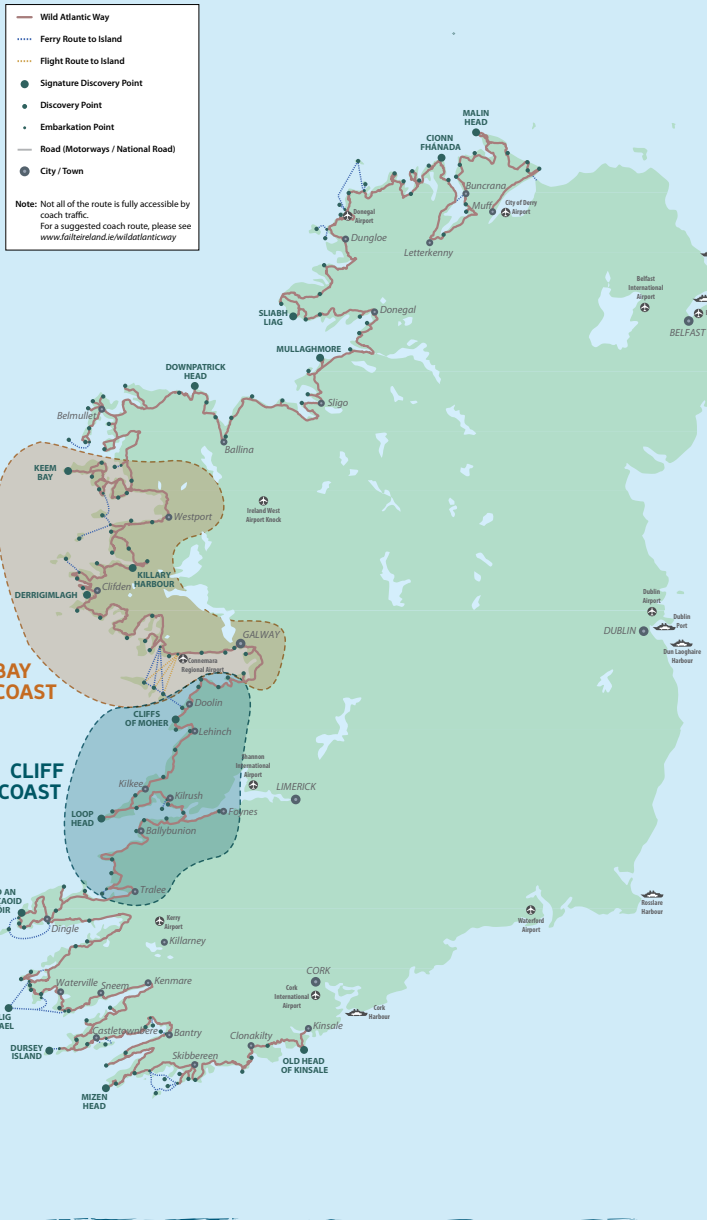 Wild Atlantic Way
Ferry Route to Island
Flight Route to Island
Signature Discovery Point
Discovery Point
Embarkation Point
Road (Motorways / National Road)
City / Town
Note: Not all of the route is fully accessible by
coach traffic.
For a suggested coach route, please see
www.failteireland.ie/wildatlanticway
MALIN
HEAD
CIONN
FHÁNADA
Buncrana
Muff
City of Derry
Airport
Donegal
Airport
Dungloe
Letterkenny
Belfast
International
Airport
BELFAST
SLIABH
LIAG
Donegal
MULLAGHMORE
DOWNPATRICK
HEAD
Belmullet
Sligo
Ballina
KEEM
BAY
Westport
Ireland West
Airport Knock
KILLARY
HARBOUR
Clifden
DERRIGIMLAGH
Dublin
Airport
DUBLIN
Dublin
Port
Dun Laoghaire
Harbour
GALWAY
Connemara
Regional Airport
BAY
COAST
Doolin
CLIFFS
OF MOHER
Lehinch
CLIFF
COAST
Shannon
International
Airport
LIMERICK
Kilkee
Kilrush
LOOP
HEAD
Foynes
Ballybunion
Tralee
Dingle
Kerry
Airport
Killarney
Waterford
Airport
Rosslare
Harbour
CORK
Cork
International
Airport
Cork
Harbour
Waterville
Sneem
Kenmare
DURSEY
ISLAND
Castletownbere
Bantry
Clonakilty
Kinsale
Skibbereen
OLD HEAD
OF KINSALE
MIZEN
HEAD